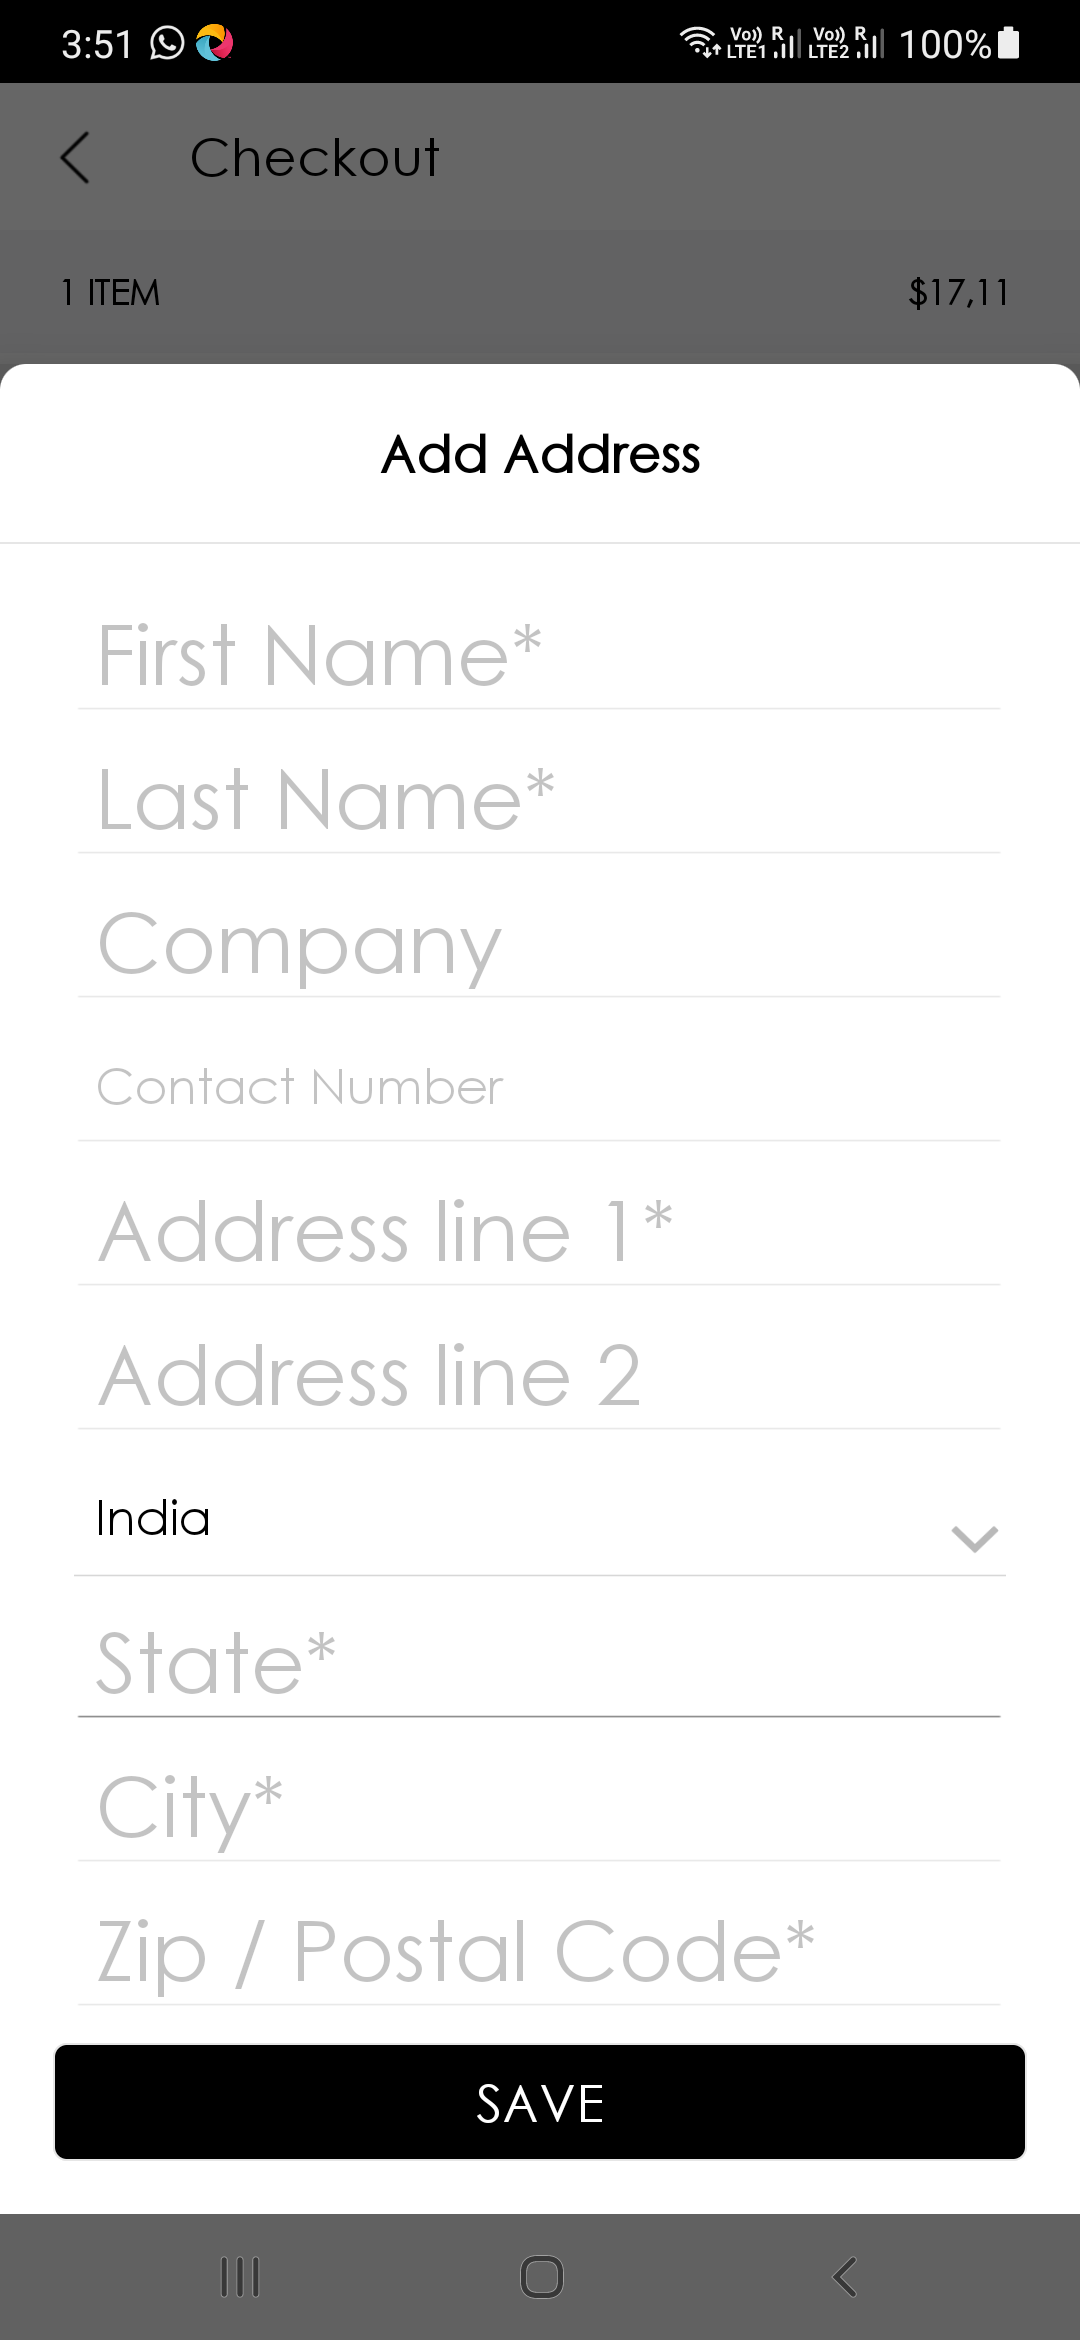 3:51 Vo)) LTE1 R Vo)) LTE2 R 100%
Checkout
1 ITEM $17,11
Add Address
First Name*
Last Name*
Company
Contact Number
Address line 1*
Address line 2
India
State*
City*
Zip / Postal Code*
SAVE